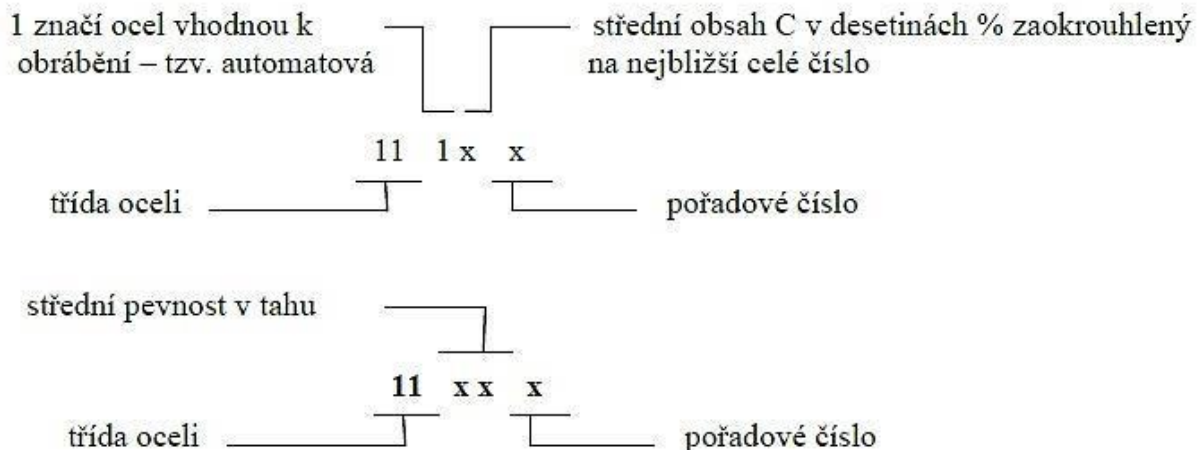 1 značí ocel vhodnou k
obrábění – tzv. automatová
střední obsah C v desetinách % zaokrouhlený
na nejbližší celé číslo
11 1 x x
třída oceli
pořadové číslo
střední pevnost v tahu
11 x x x
třída oceli
pořadové číslo